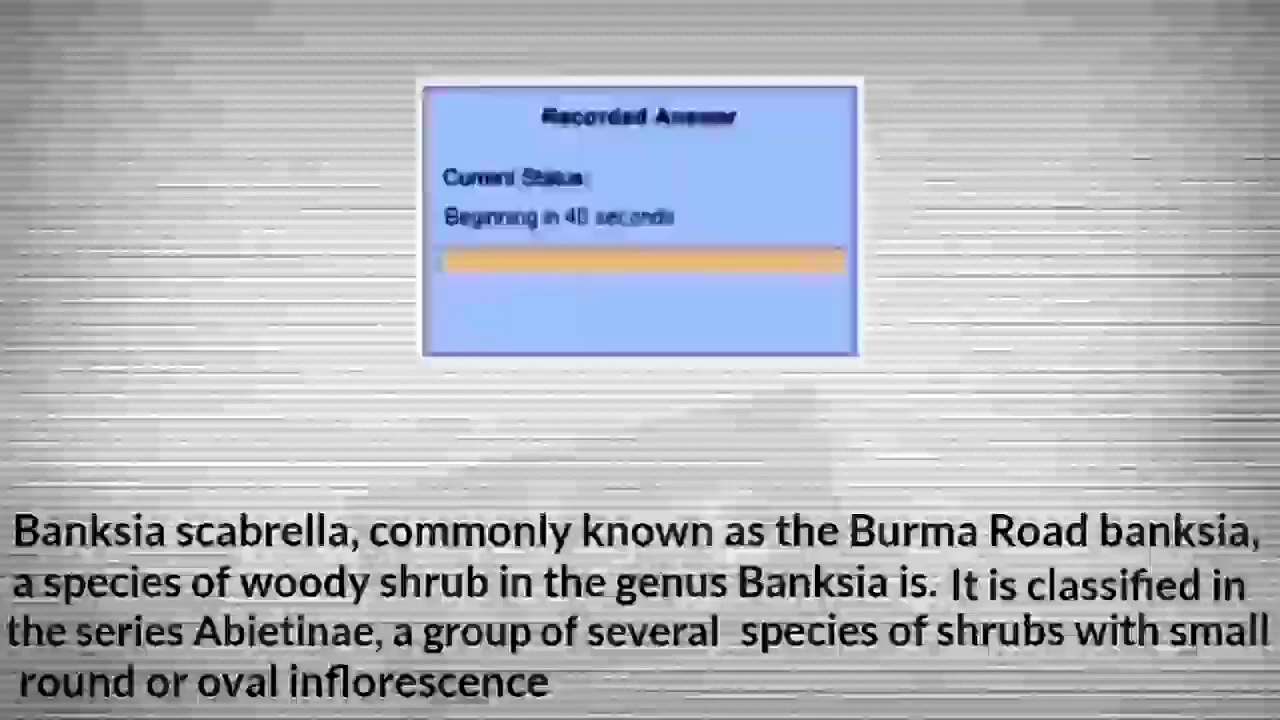 Recorded Answer
Current Status:
Beginning in 40 seconds
Banksia scabrella, commonly known as the Burma Road banksia,
a species of woody shrub in the genus Banksia is. It is classified in
the series Abietinae, a group of several species of shrubs with small
round or oval inflorescence